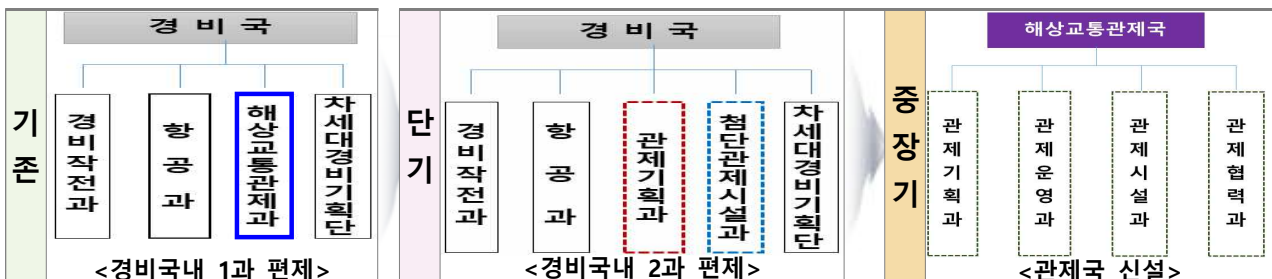 기존
경 비 국
경비작전과
항공과
해상교통관제과
차세대경비기획단
<경비국내 1과 편제>
단기
경 비 국
경비작전과
항공과
관제기획과
첨단관제시설과
차세대경비기획단
<경비국내 2과 편제>
중장기
해상교통관제국
관제기획과
관제운영과
관제시설과
관제협력과
<관제국 신설>